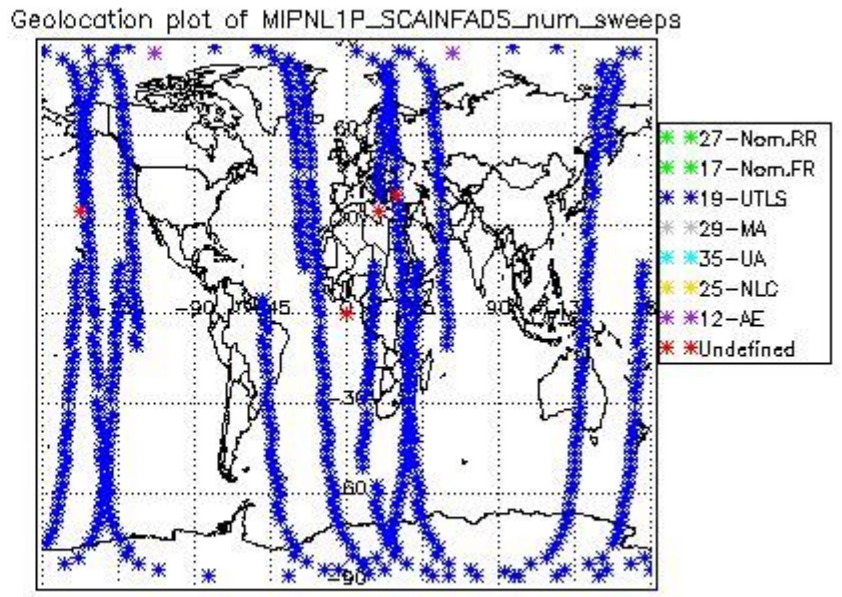 Geolocation plot of MIPNL1P_SCAINFADS_num_sweeps
60
-90
-45
90
-30
-60
-90
27-Nom.RR
17-Nom.FR
19-UTLS
29-MA
35-UA
25-NLC
12-AE
Undefined